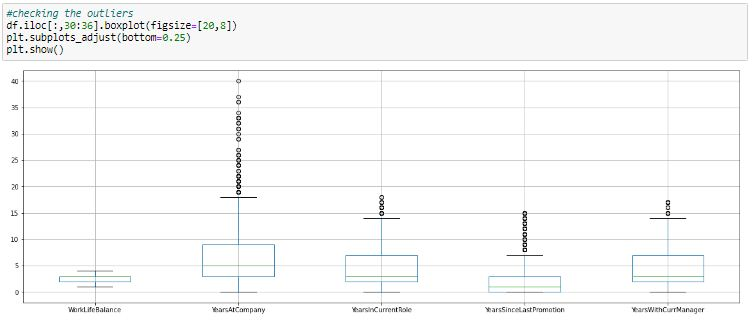 #checking the outliers
df.iloc[:,30:36].boxplot(figsize=[20,8])
plt.subplots_adjust(bottom=0.25)
plt.show()
40
35
30
25
20
15
10
5
0
WorkLifeBalance YearsAtCompany YearsInCurrentRole YearsSinceLastPromotion YearsWithCurrManager